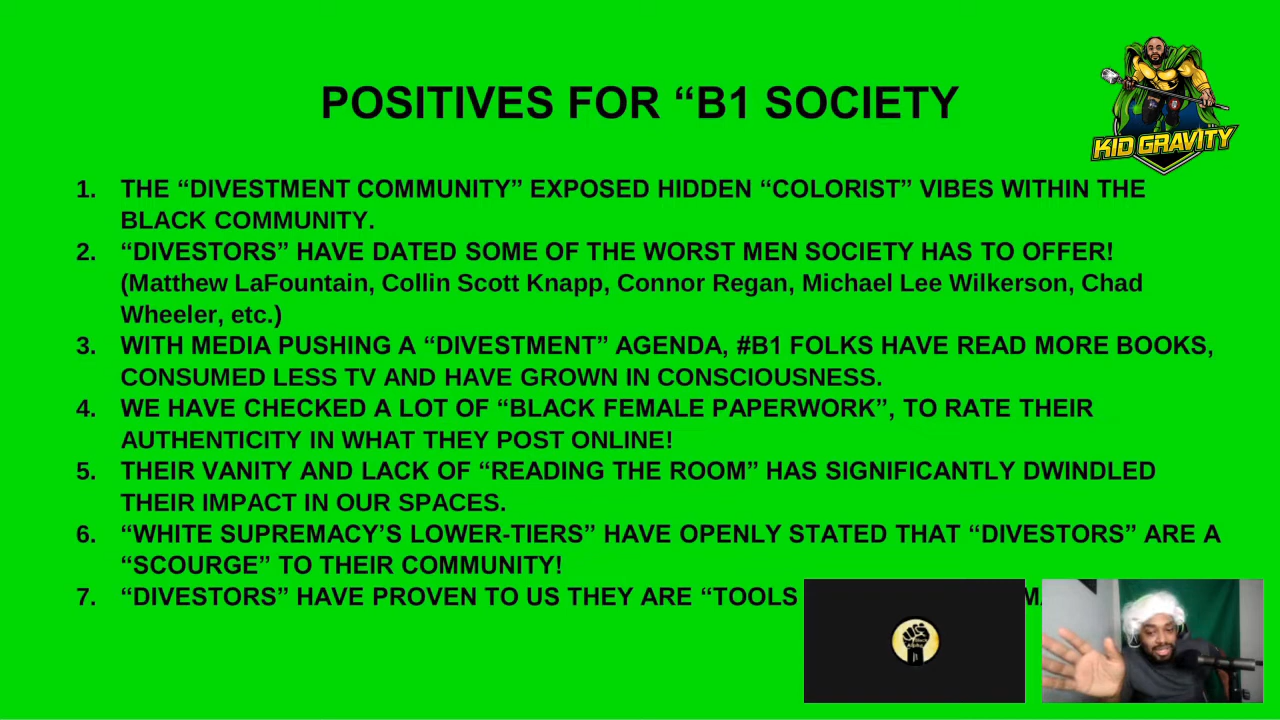 POSITIVES FOR “B1 SOCIETY
KID GRAVITY
1. THE “DIVESTMENT COMMUNITY” EXPOSED HIDDEN “COLORIST” VIBES WITHIN THE
BLACK COMMUNITY.
2. “DIVESTORS” HAVE DATED SOME OF THE WORST MEN SOCIETY HAS TO OFFER!
(Matthew LaFountain, Collin Scott Knapp, Connor Regan, Michael Lee Wilkerson, Chad
Wheeler, etc.)
3. WITH MEDIA PUSHING A “DIVESTMENT” AGENDA, #B1 FOLKS HAVE READ MORE BOOKS,
CONSUMED LESS TV AND HAVE GROWN IN CONSCIOUSNESS.
4. WE HAVE CHECKED A LOT OF “BLACK FEMALE PAPERWORK”, TO RATE THEIR
AUTHENTICITY IN WHAT THEY POST ONLINE!
5. THEIR VANITY AND LACK OF “READING THE ROOM” HAS SIGNIFICANTLY DWINDLED
THEIR IMPACT IN OUR SPACES.
6. “WHITE SUPREMACY’S LOWER-TIERS” HAVE OPENLY STATED THAT “DIVESTORS” ARE A
“SCOURGE” TO THEIR COMMUNITY!
7. “DIVESTORS” HAVE PROVEN TO US THEY ARE “TOOLS